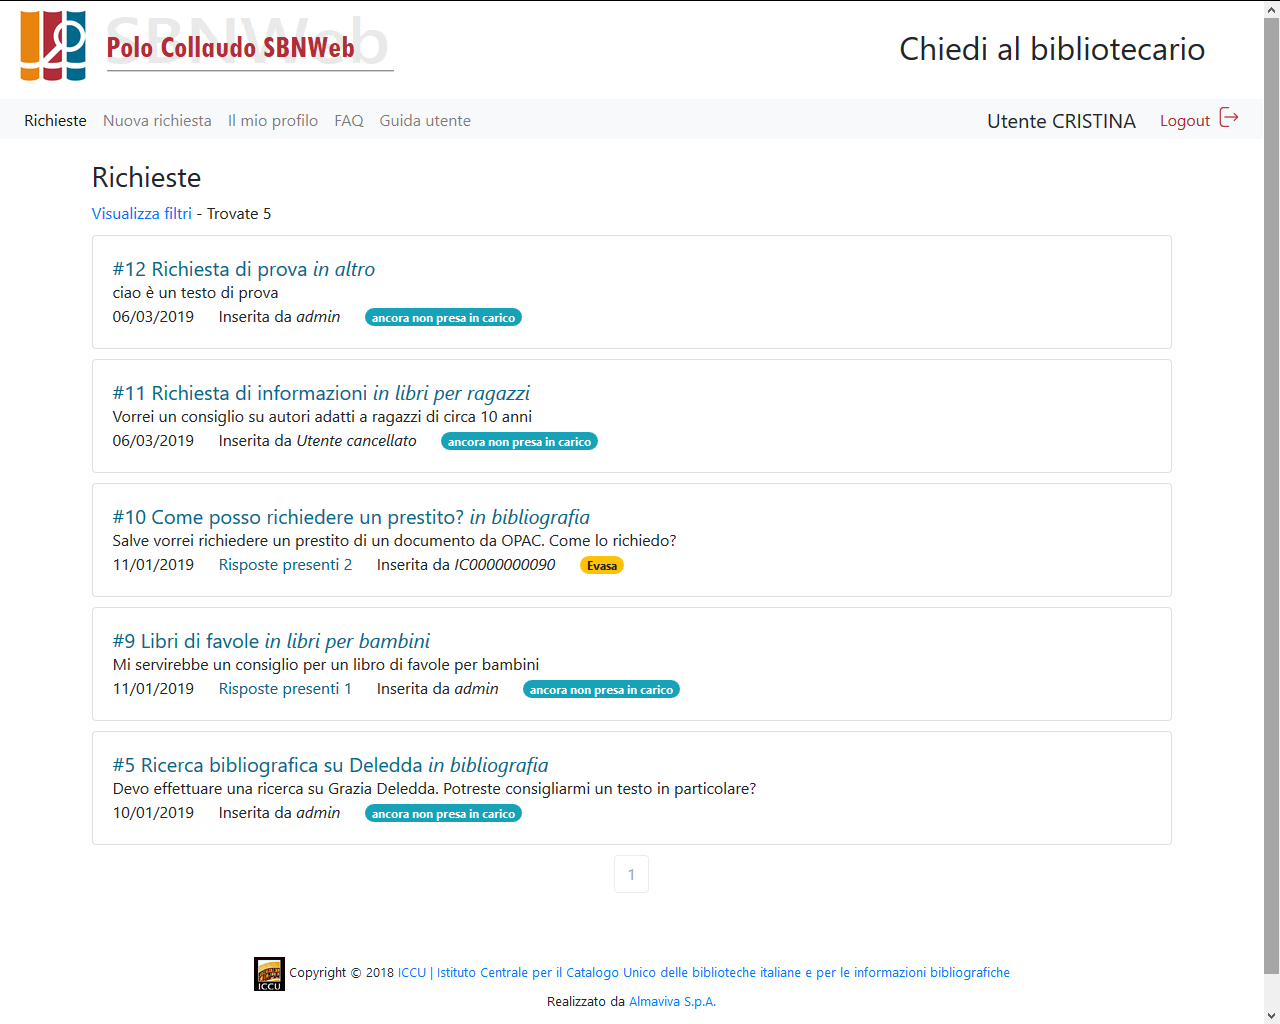 SBNWeb
Polo Collaudo SBNWeb
Chiedi al bibliotecario
Richieste Nuova richiesta Il mio profilo FAQ Guida utente Utente CRISTINA Logout
Richieste
Visualizza filtri - Trovate 5
#12 Richiesta di prova in altro
ciao è un testo di prova
06/03/2019 Inserita da admin ancora non presa in carico
#11 Richiesta di informazioni in libri per ragazzi
Vorrei un consiglio su autori adatti a ragazzi di circa 10 anni
06/03/2019 Inserita da Utente cancellato ancora non presa in carico
#10 Come posso richiedere un prestito? in bibliografia
Salve vorrei richiedere un prestito di un documento da OPAC. Come lo richiedo?
11/01/2019 Risposte presenti 2 Inserita da IC0000000090 Evasa
#9 Libri di favole in libri per bambini
Mi servirebbe un consiglio per un libro di favole per bambini
11/01/2019 Risposte presenti 1 Inserita da admin ancora non presa in carico
#5 Ricerca bibliografica su Deledda in bibliografia
Devo effettuare una ricerca su Grazia Deledda. Potreste consigliarmi un testo in particolare?
10/01/2019 Inserita da admin ancora non presa in carico
1
ICCU Copyright © 2018 ICCU | Istituto Centrale per il Catalogo Unico delle biblioteche italiane e per le informazioni bibliografiche
Realizzato da Almaviva S.p.A.